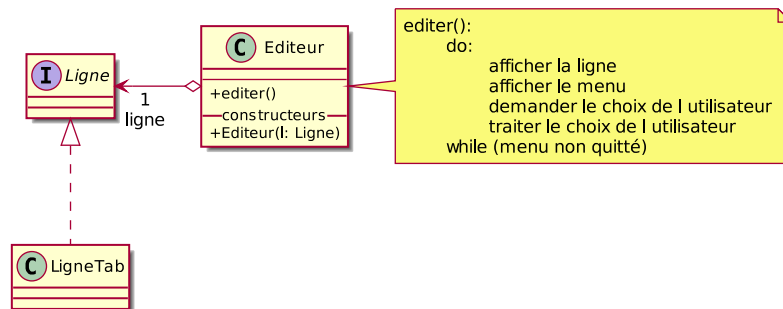 I Ligne
1
ligne
C Editeur
+editer()
constructeurs
+Editeur(l: Ligne)
editer():
do:
afficher la ligne
afficher le menu
demander le choix de l utilisateur
traiter le choix de l utilisateur
while (menu non quitté)
C LigneTab